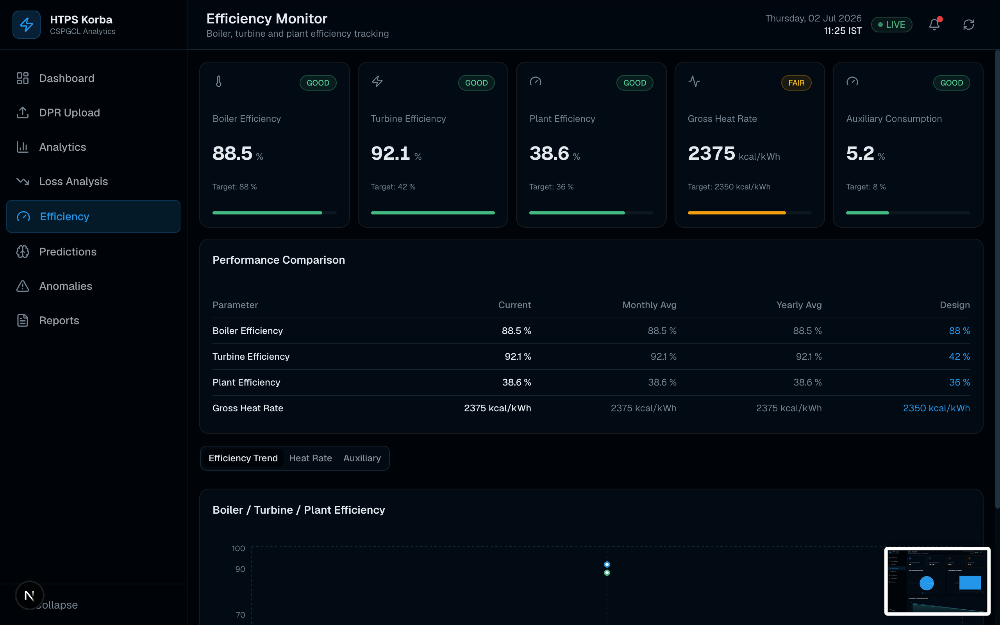 HTPS Korba
CSPGCL Analytics
Dashboard
DPR Upload
Analytics
Loss Analysis
Efficiency
Predictions
Anomalies
Reports
N
ollapse
Efficiency Monitor
Boiler, turbine and plant efficiency tracking
Thursday, 02 Jul 2026
11:25 IST
LIVE
GOOD
Boiler Efficiency
88.5 %
Target: 88 %
GOOD
Turbine Efficiency
92.1 %
Target: 42 %
GOOD
Plant Efficiency
38.6 %
Target: 36 %
FAIR
Gross Heat Rate
2375 kcal/kWh
Target: 2350 kcal/kWh
GOOD
Auxiliary Consumption
5.2 %
Target: 8 %
Performance Comparison
Parameter Current Monthly Avg Yearly Avg Design
Boiler Efficiency 88.5 % 88.5 % 88.5 % 88 %
Turbine Efficiency 92.1 % 92.1 % 92.1 % 42 %
Plant Efficiency 38.6 % 38.6 % 38.6 % 36 %
Gross Heat Rate 2375 kcal/kWh 2375 kcal/kWh 2375 kcal/kWh 2350 kcal/kWh
Efficiency Trend Heat Rate Auxiliary
Boiler / Turbine / Plant Efficiency
100
90
70